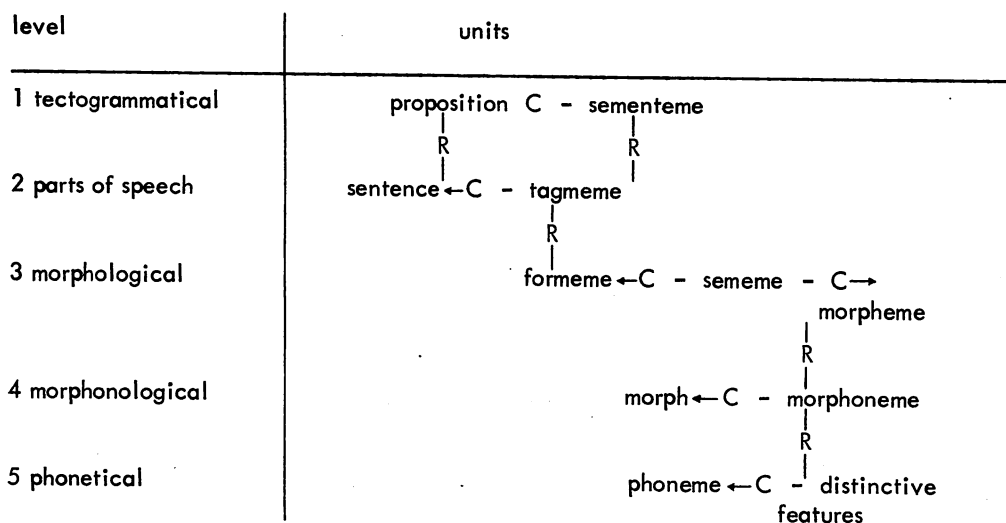 level units
1 tectogrammatical proposition C - sementeme
R R
2 parts of speech sentence ←C - tagmeme
R
3 morphological formeme ←C - sememe - C→
morpheme
R
4 morphonological morph ←C - morphoneme
R
5 phonetical phoneme ←C - distinctive
features